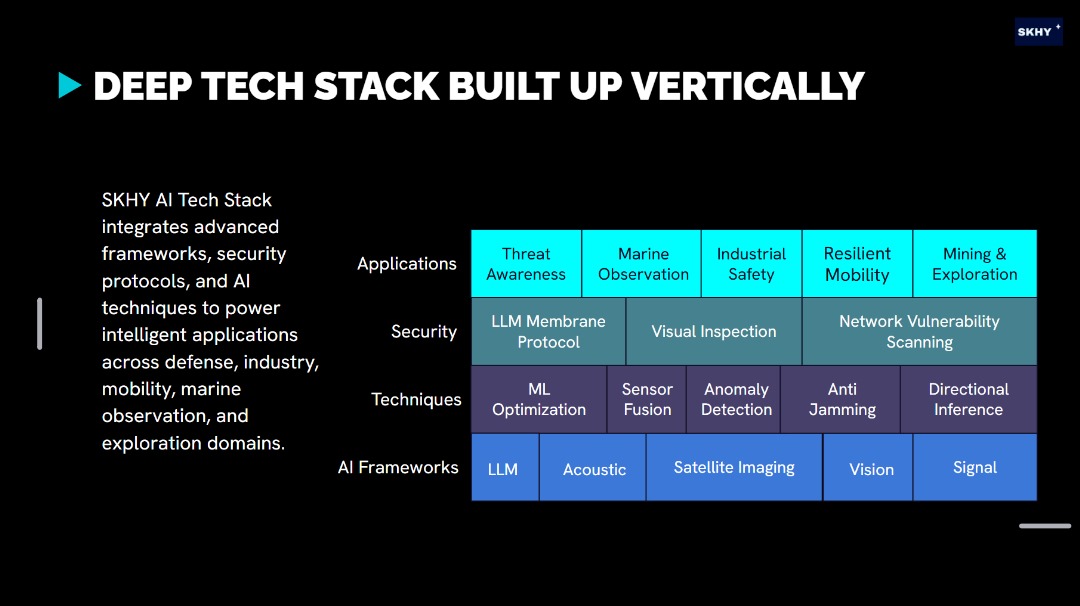 SKHY
DEEP TECH STACK BUILT UP VERTICALLY
SKHY AI Tech Stack
integrates advanced
frameworks, security
protocols, and AI
techniques to power
intelligent applications
across defense, industry,
mobility, marine
observation, and
exploration domains.
Applications
Threat
Awareness
Marine
Observation
Industrial
Safety
Resilient
Mobility
Mining &
Exploration
Security
LLM Membrane
Protocol
Visual Inspection
Network Vulnerability
Scanning
Techniques
ML
Optimization
Sensor
Fusion
Anomaly
Detection
Anti
Jamming
Directional
Inference
AI Frameworks
LLM
Acoustic
Satellite Imaging
Vision
Signal